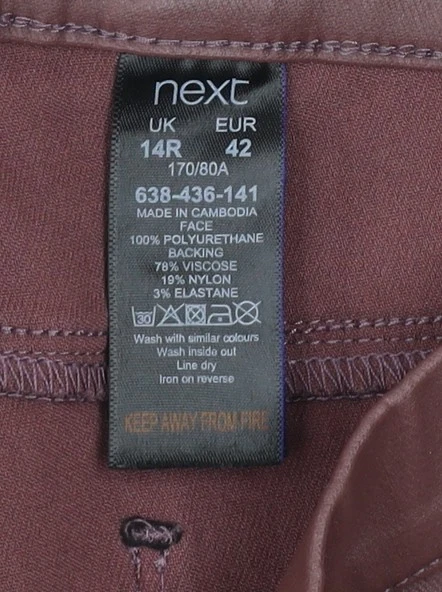 next
UK EUR
14R 42
170/80A
638-436-141
MADE IN CAMBODIA
FACE
100% POLYURETHANE
BACKING
78% VISCOSE
19% NYLON
3% ELASTANE
30
Wash with similar colours
Wash inside out
Line dry
Iron on reverse
KEEP AWAY FROM FIRE